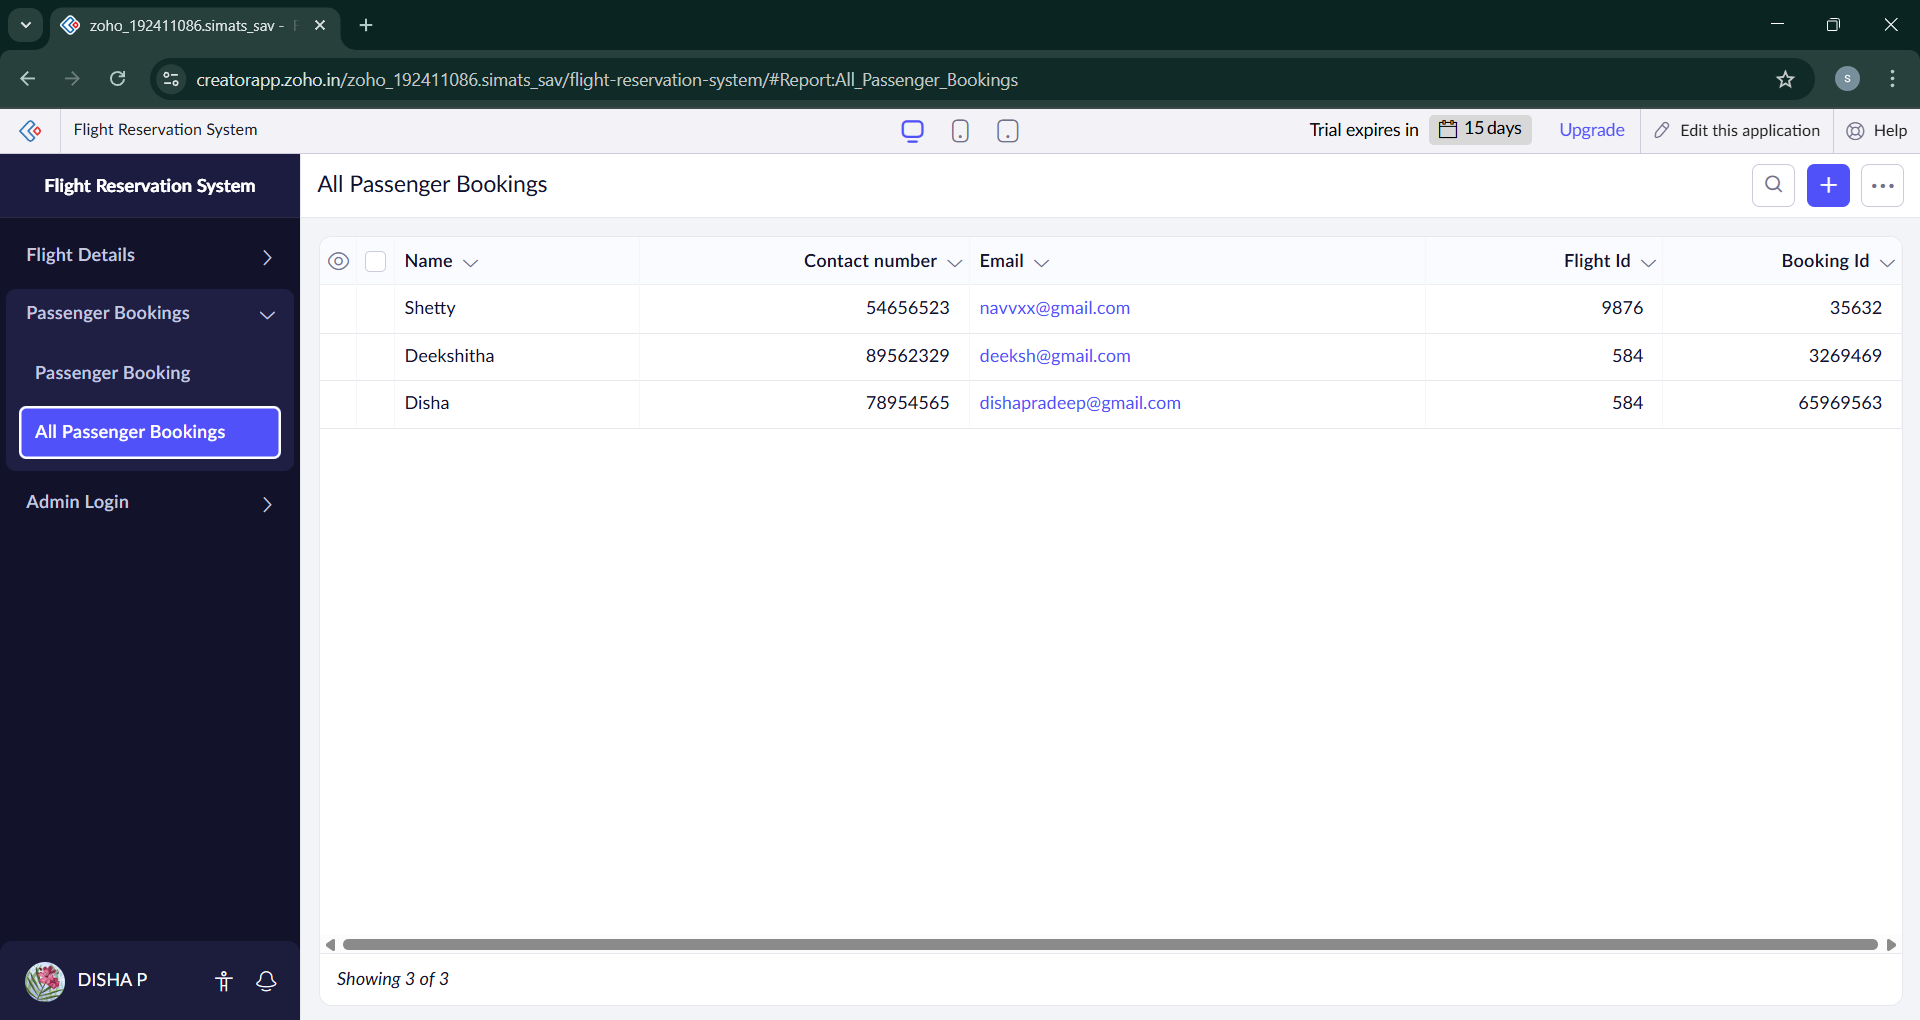 zoho_192411086.simats_sav -
creatorapp.zoho.in/zoho_192411086.simats_sav/flight-reservation-system/#Report:All_Passenger_Bookings
S
Flight Reservation System
Trial expires in 15 days Upgrade Edit this application Help
Flight Reservation System
All Passenger Bookings
Flight Details
Passenger Bookings
Passenger Booking
All Passenger Bookings
Admin Login
Name Contact number Email Flight Id Booking Id
Shetty 54656523 navvxx@gmail.com 9876 35632
Deekshitha 89562329 deeksh@gmail.com 584 3269469
Disha 78954565 dishapradeep@gmail.com 584 65969563
DISHA P
Showing 3 of 3